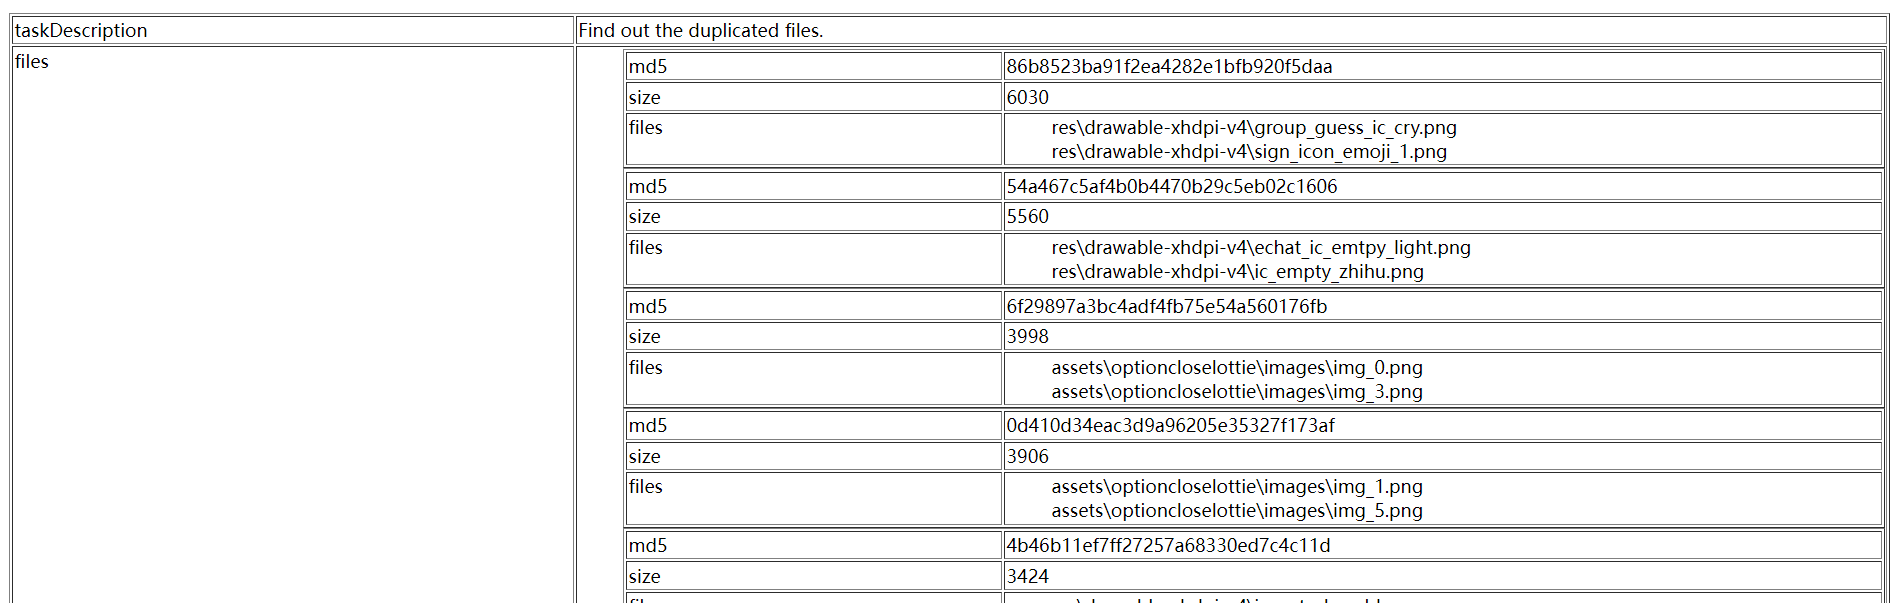 taskDescription
Find out the duplicated files.
files
md5
86b8523ba91f2ea4282e1bfb920f5daa
size
6030
files
res\drawable-xhdpi-v4\group_guess_ic_cry.png
res\drawable-xhdpi-v4\sign_icon_emoji_1.png
md5
54a467c5af4b0b4470b29c5eb02c1606
size
5560
files
res\drawable-xhdpi-v4\echat_ic_emtpy_light.png
res\drawable-xhdpi-v4\ic_empty_zhihu.png
md5
6f29897a3bc4adf4fb75e54a560176fb
size
3998
files
assets\optioncloselottie\images\img_0.png
assets\optioncloselottie\images\img_3.png
md5
0d410d34eac3d9a96205e35327f173af
size
3906
files
assets\optioncloselottie\images\img_1.png
assets\optioncloselottie\images\img_5.png
md5
4b46b11ef7ff27257a68330ed7c4c11d
size
3424